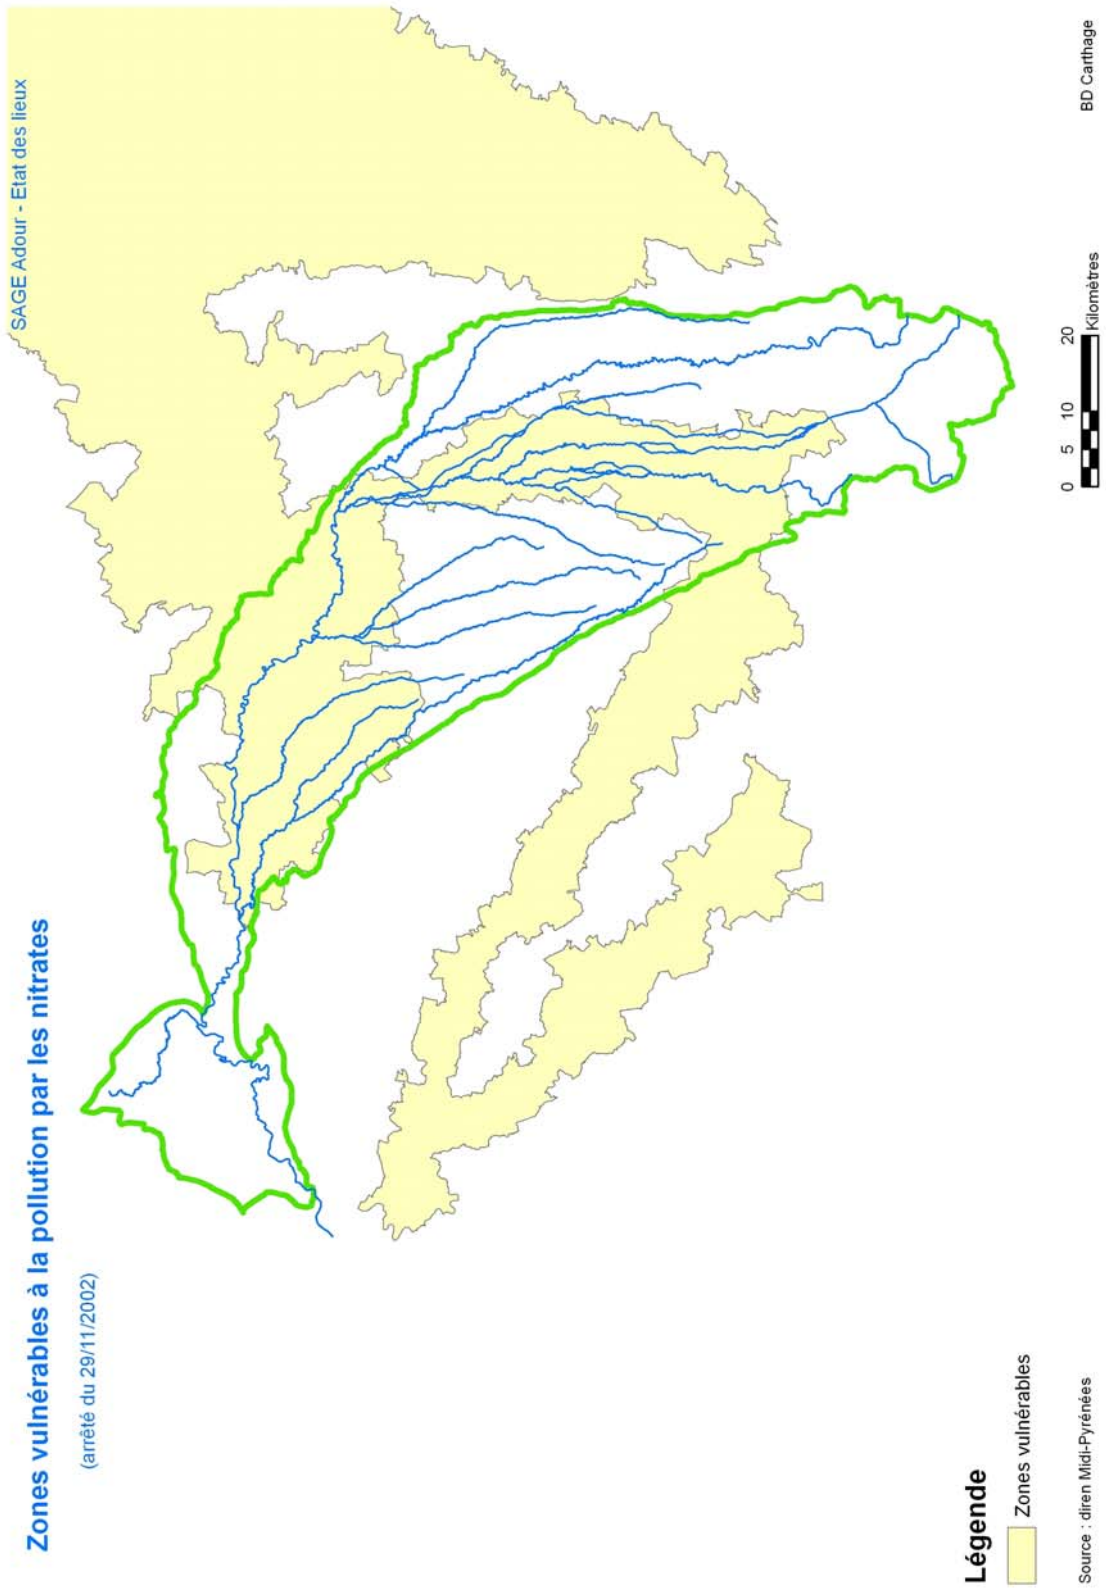 SAGE Adour - Etat des lieux
Zones vulnérables à la pollution par les nitrates
(arrêté du 29/11/2002)
Légende
Zones vulnérables
Source : diren Midi-Pyrénées
0 5 10 20
Kilomètres
BD Carthage